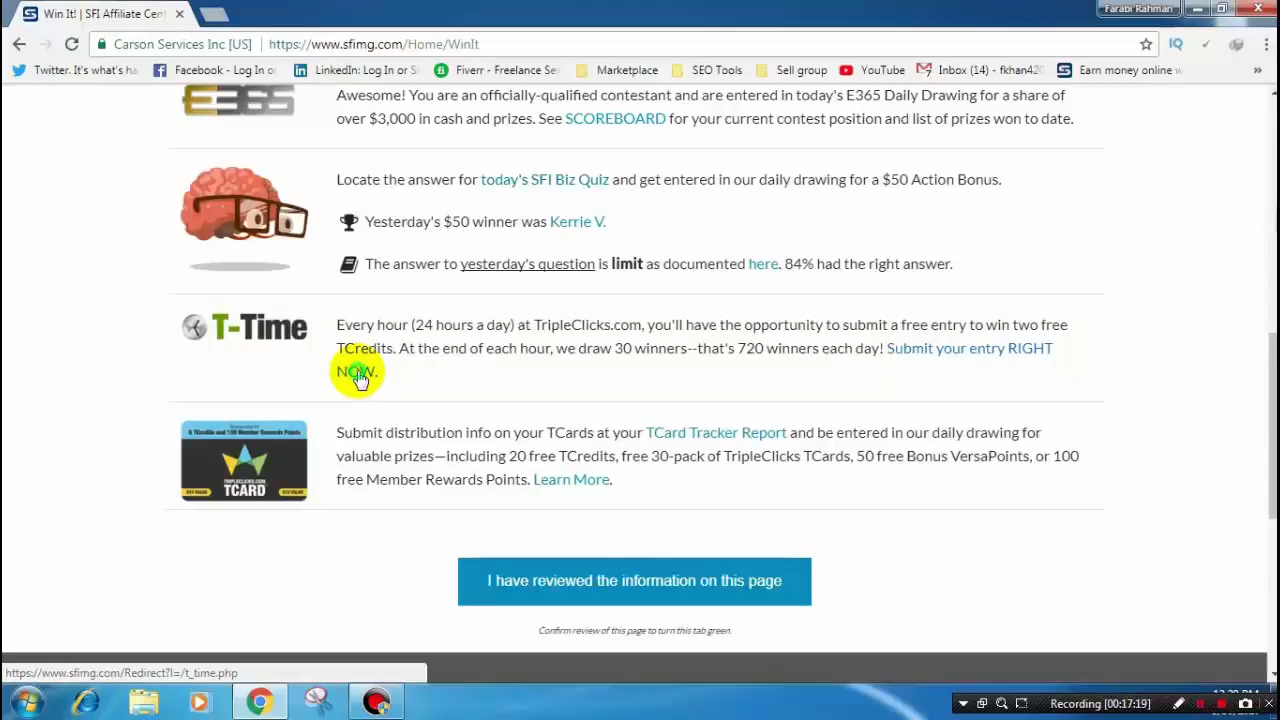 Win It! | SFI Affiliate Cent
Farabi Rahman
Carson Services Inc [US] https://www.sfimg.com/Home/WinIt
Twitter. It's what's ha Facebook - Log In or LinkedIn: Log In or S Fiverr - Freelance Se Marketplace SEO Tools Sell group YouTube Inbox (14) - fkhan420 Earn money online w »
E365
Awesome! You are an officially-qualified contestant and are entered in today's E365 Daily Drawing for a share of
over $3,000 in cash and prizes. See SCOREBOARD for your current contest position and list of prizes won to date.
Locate the answer for today's SFI Biz Quiz and get entered in our daily drawing for a $50 Action Bonus.
Yesterday's $50 winner was Kerrie V.
The answer to yesterday's question is limit as documented here. 84% had the right answer.
T-Time
Every hour (24 hours a day) at TripleClicks.com, you'll have the opportunity to submit a free entry to win two free
TCredits. At the end of each hour, we draw 30 winners--that's 720 winners each day! Submit your entry RIGHT
NOW.
5 TCredits and 150 Member Rewards Points
TRIPLECLICKS.COM
TCARD
Submit distribution info on your TCards at your TCard Tracker Report and be entered in our daily drawing for
valuable prizes—including 20 free TCredits, free 30-pack of TripleClicks TCards, 50 free Bonus VersaPoints, or 100
free Member Rewards Points. Learn More.
I have reviewed the information on this page
Confirm review of this page to turn this tab green.
https://www.sfimg.com/Redirect?l=/t_time.php
Recording [00:17:19]